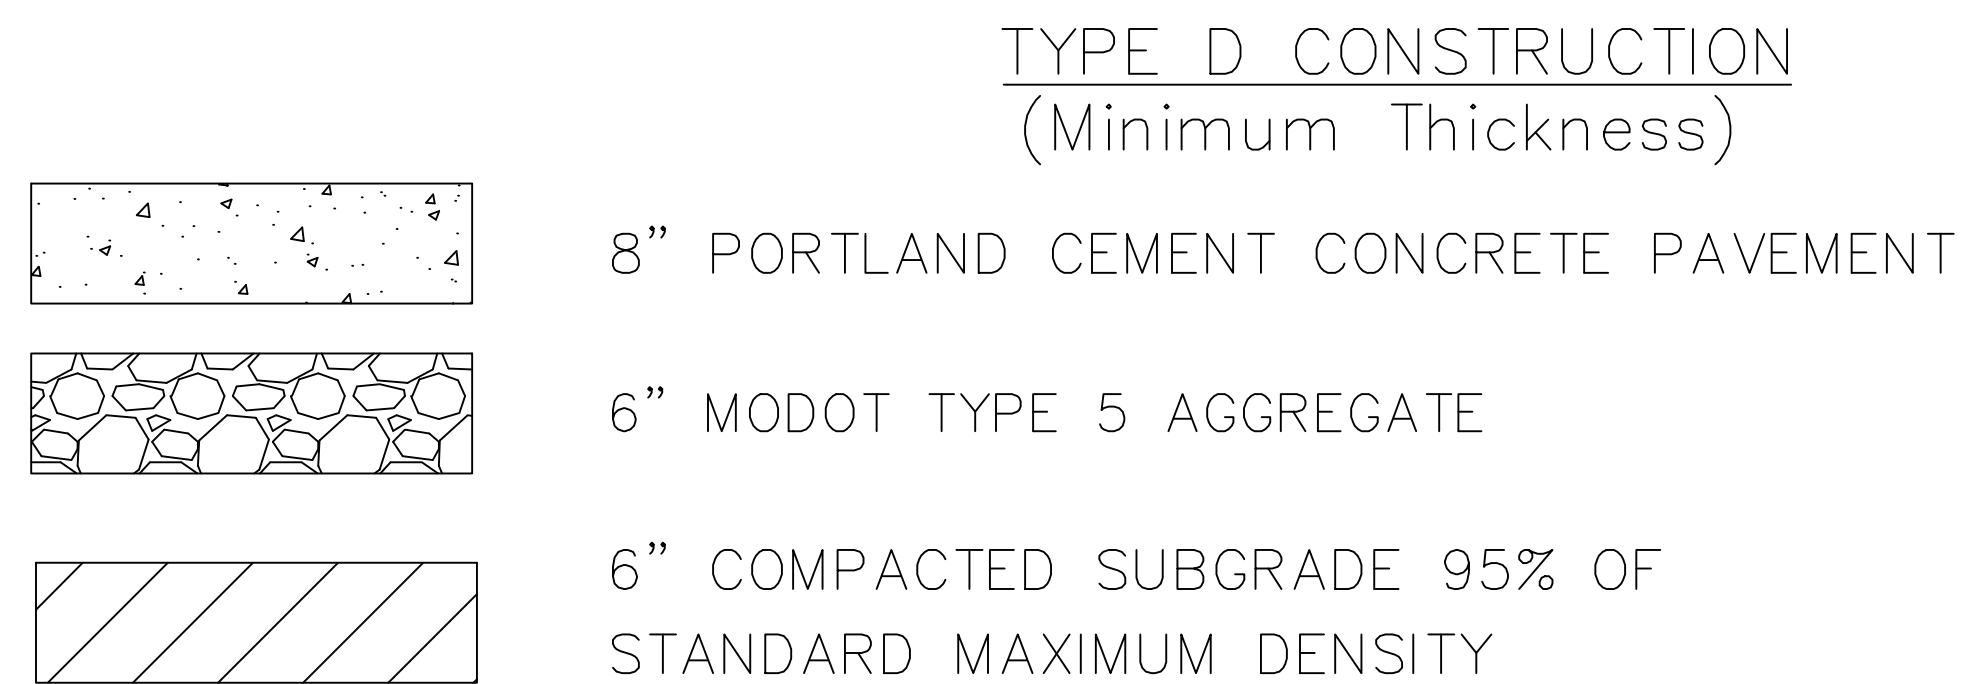 TYPE D CONSTRUCTION
(Minimum Thickness)
8” PORTLAND CEMENT CONCRETE PAVEMENT
6” MODOT TYPE 5 AGGREGATE
6” COMPACTED SUBGRADE 95% OF
STANDARD MAXIMUM DENSITY